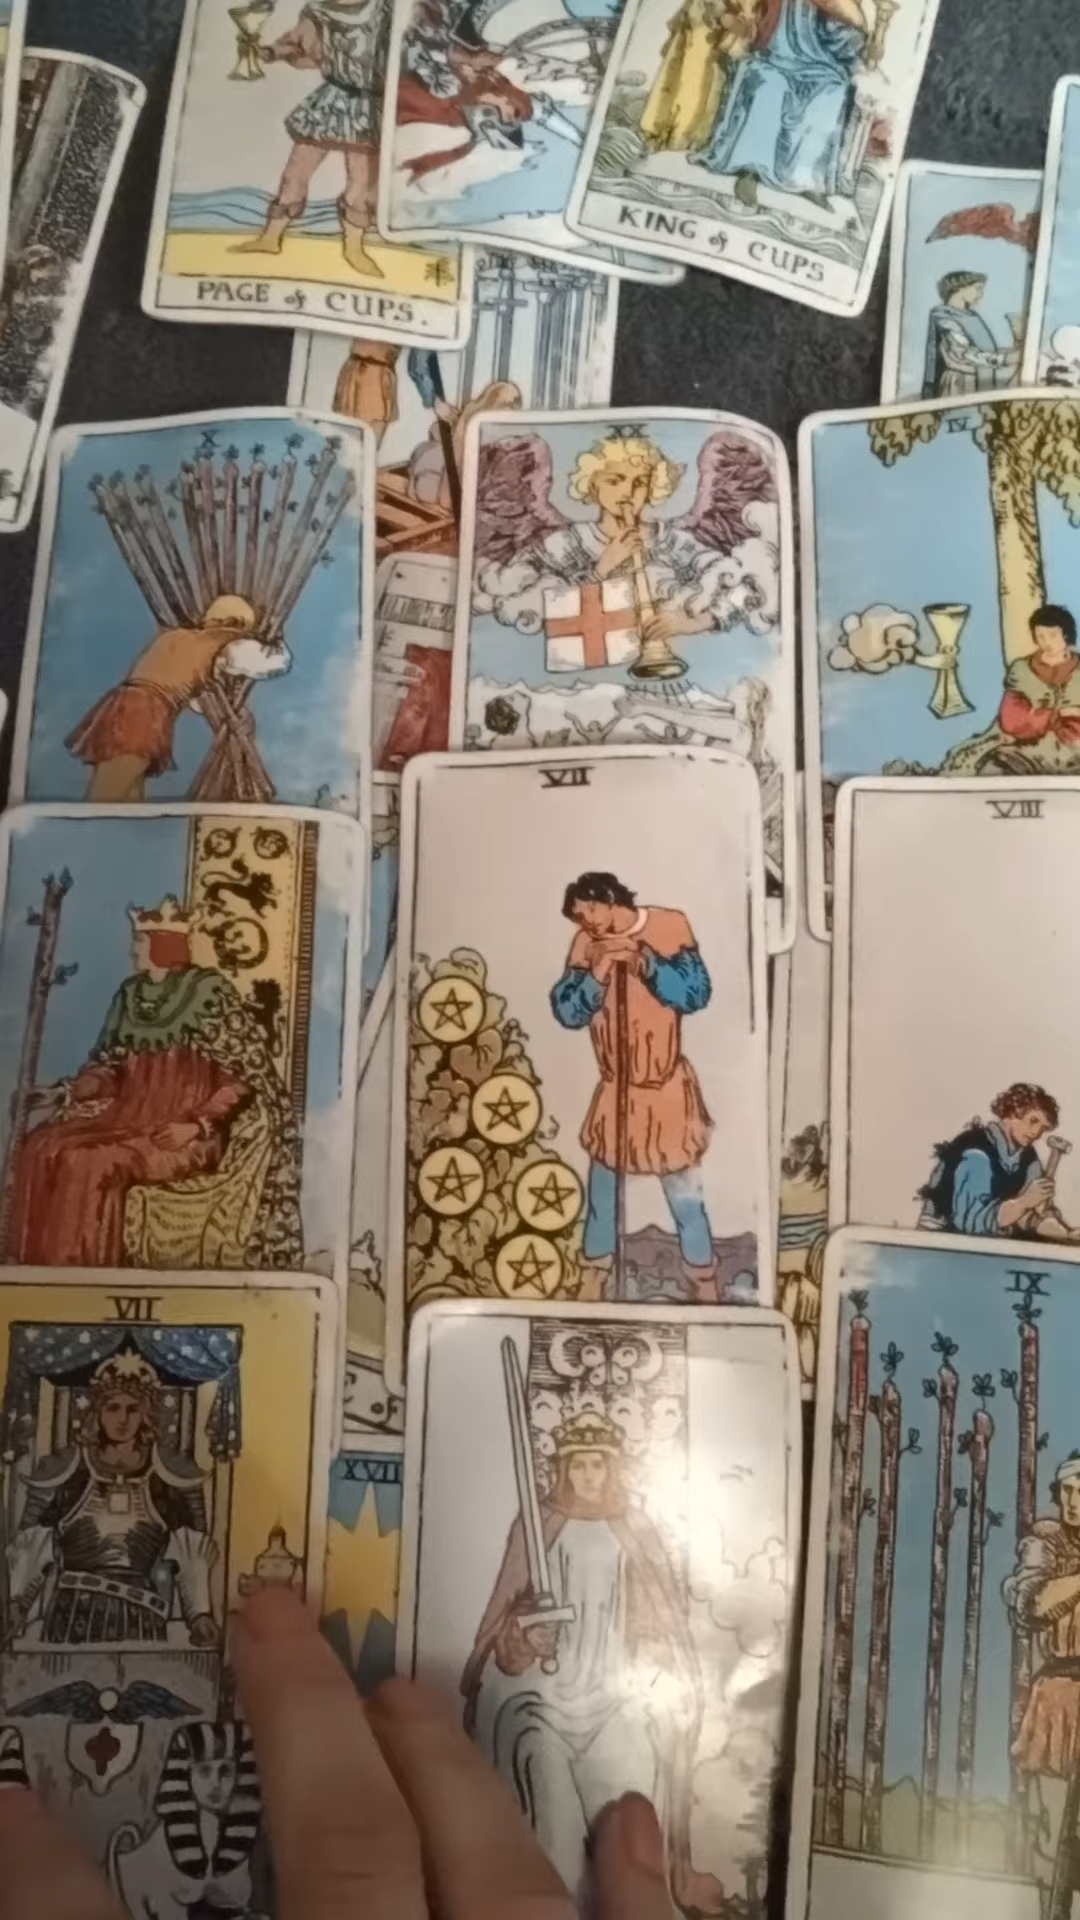 KING of CUPS
PAGE of CUPS.
X
XX
IV
VII
VIII
VII
IX
XVII